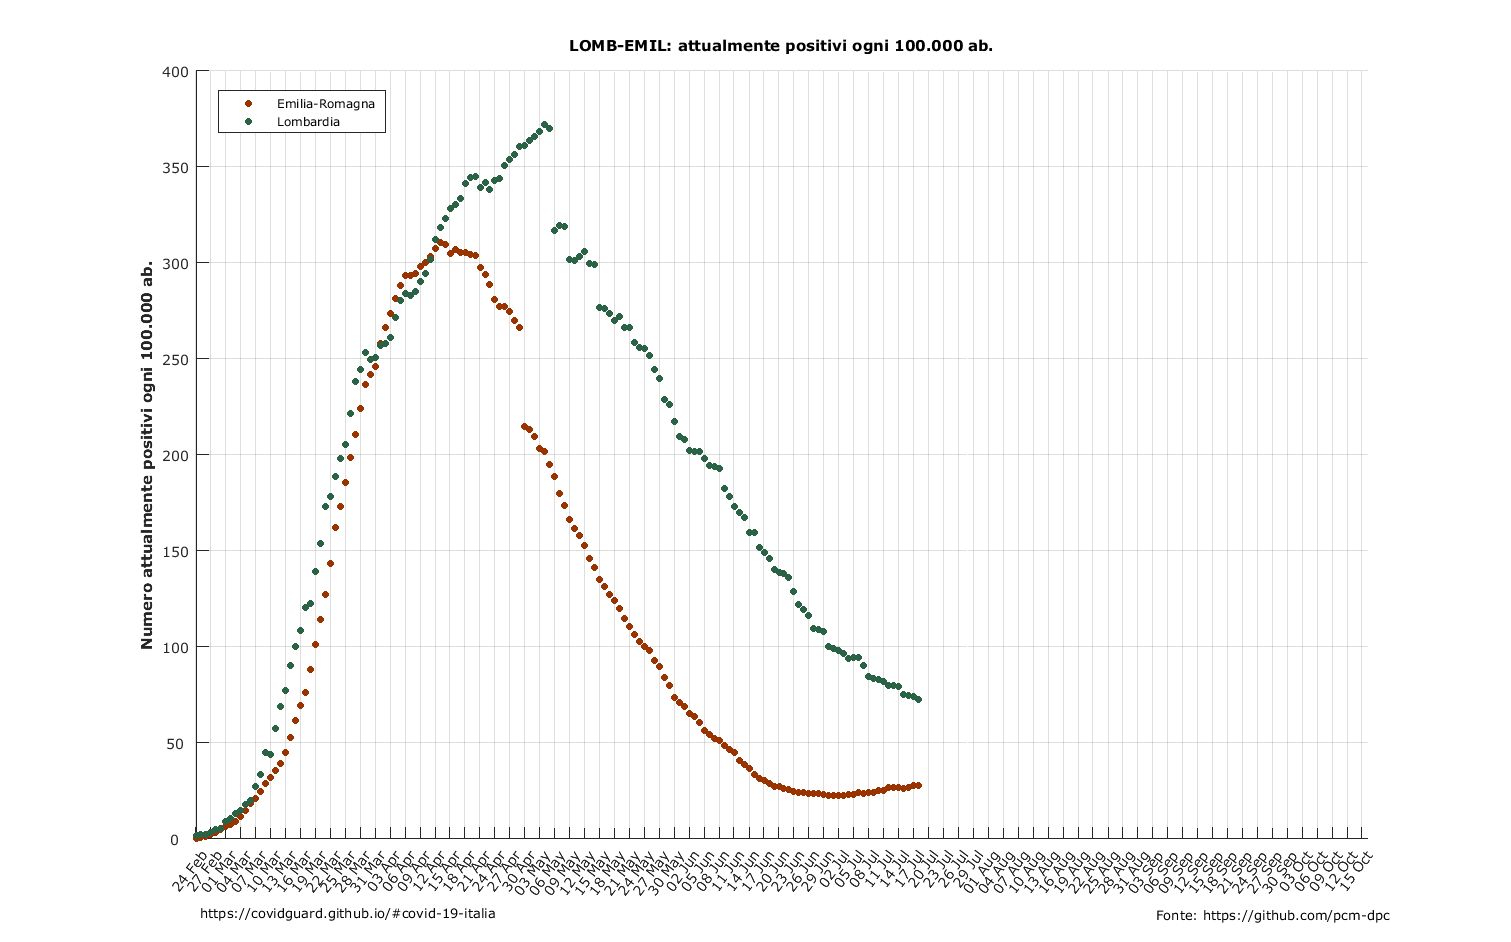 LOMB-EMIL: attualmente positivi ogni 100.000 ab.
Numero attualmente positivi ogni 100.000 ab.
Emilia-Romagna
Lombardia
400
350
300
250
200
150
100
50
0
24 Feb
27 Feb
01 Mar
04 Mar
07 Mar
10 Mar
13 Mar
16 Mar
19 Mar
22 Mar
25 Mar
28 Mar
31 Mar
03 Apr
06 Apr
09 Apr
12 Apr
15 Apr
18 Apr
21 Apr
24 Apr
27 Apr
30 Apr
03 May
06 May
09 May
12 May
15 May
18 May
21 May
24 May
27 May
30 May
02 Jun
05 Jun
08 Jun
11 Jun
14 Jun
17 Jun
20 Jun
23 Jun
26 Jun
29 Jun
02 Jul
05 Jul
08 Jul
11 Jul
14 Jul
17 Jul
20 Jul
23 Jul
26 Jul
29 Jul
01 Aug
04 Aug
07 Aug
10 Aug
13 Aug
16 Aug
19 Aug
22 Aug
25 Aug
28 Aug
31 Aug
03 Sep
06 Sep
09 Sep
12 Sep
15 Sep
18 Sep
21 Sep
24 Sep
27 Sep
30 Sep
03 Oct
06 Oct
09 Oct
12 Oct
15 Oct
https://covidguard.github.io/#covid-19-italia
Fonte: https://github.com/pcm-dpc